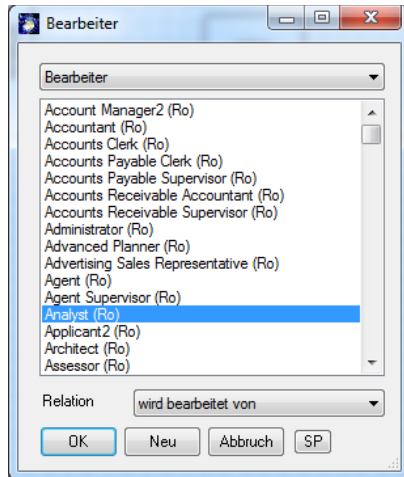 Bearbeiter
Bearbeiter
Account Manager2 (Ro)
Accountant (Ro)
Accounts Clerk (Ro)
Accounts Payable Clerk (Ro)
Accounts Payable Supervisor (Ro)
Accounts Receivable Accountant (Ro)
Accounts Receivable Supervisor (Ro)
Administrator (Ro)
Advanced Planner (Ro)
Advertising Sales Representative (Ro)
Agent (Ro)
Agent Supervisor (Ro)
Analyst (Ro)
Applicant2 (Ro)
Architect (Ro)
Assessor (Ro)
Relation wird bearbeitet von
OK Neu Abbruch SP